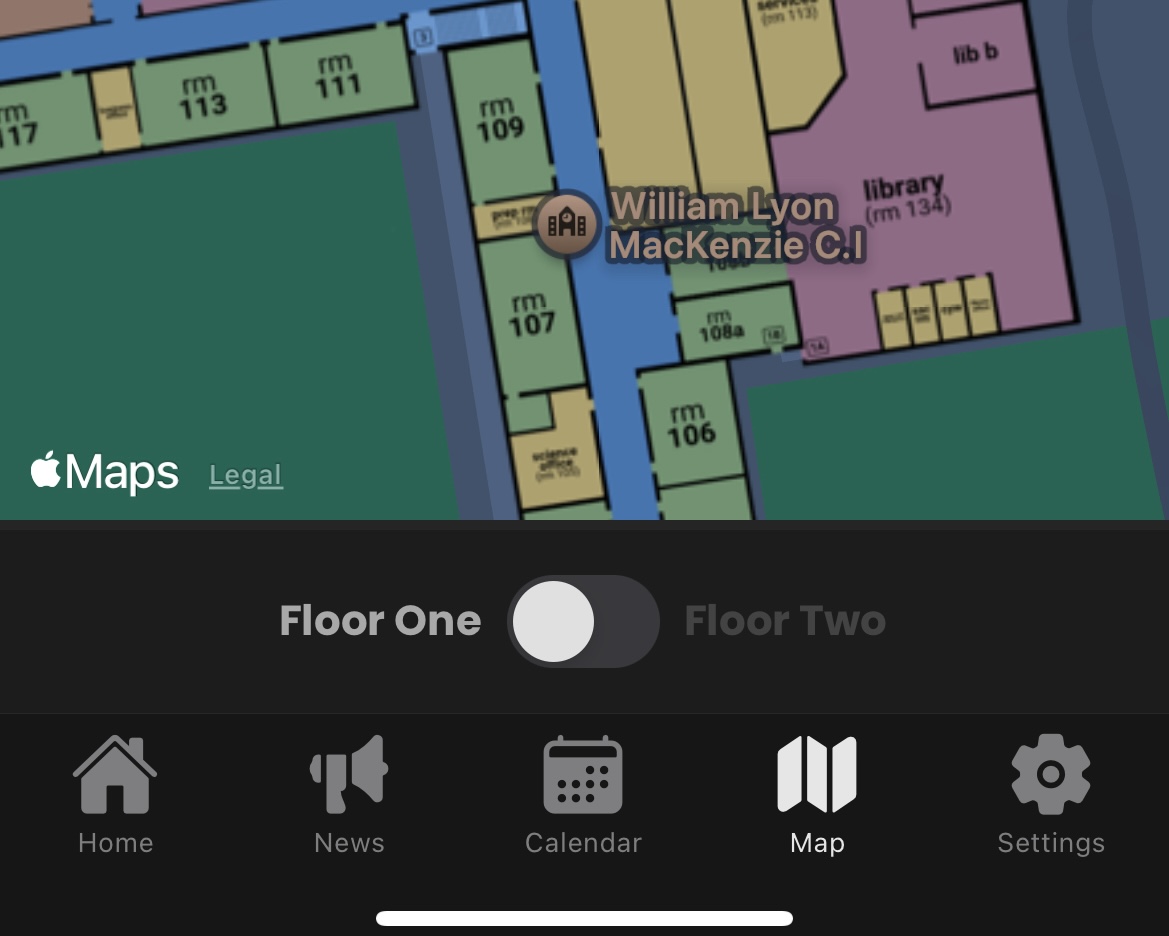 services
(rm 113)
3
lib b
rm
111
rm
113
rm
117
rm
109
library
(rm 134)
prep rm
William Lyon
MacKenzie C.I
rm
107
rm
108a
1B
1A
rm
106
science
office
(rm 105)
Maps
Legal
Floor One
Floor Two
Home
News
Calendar
Map
Settings